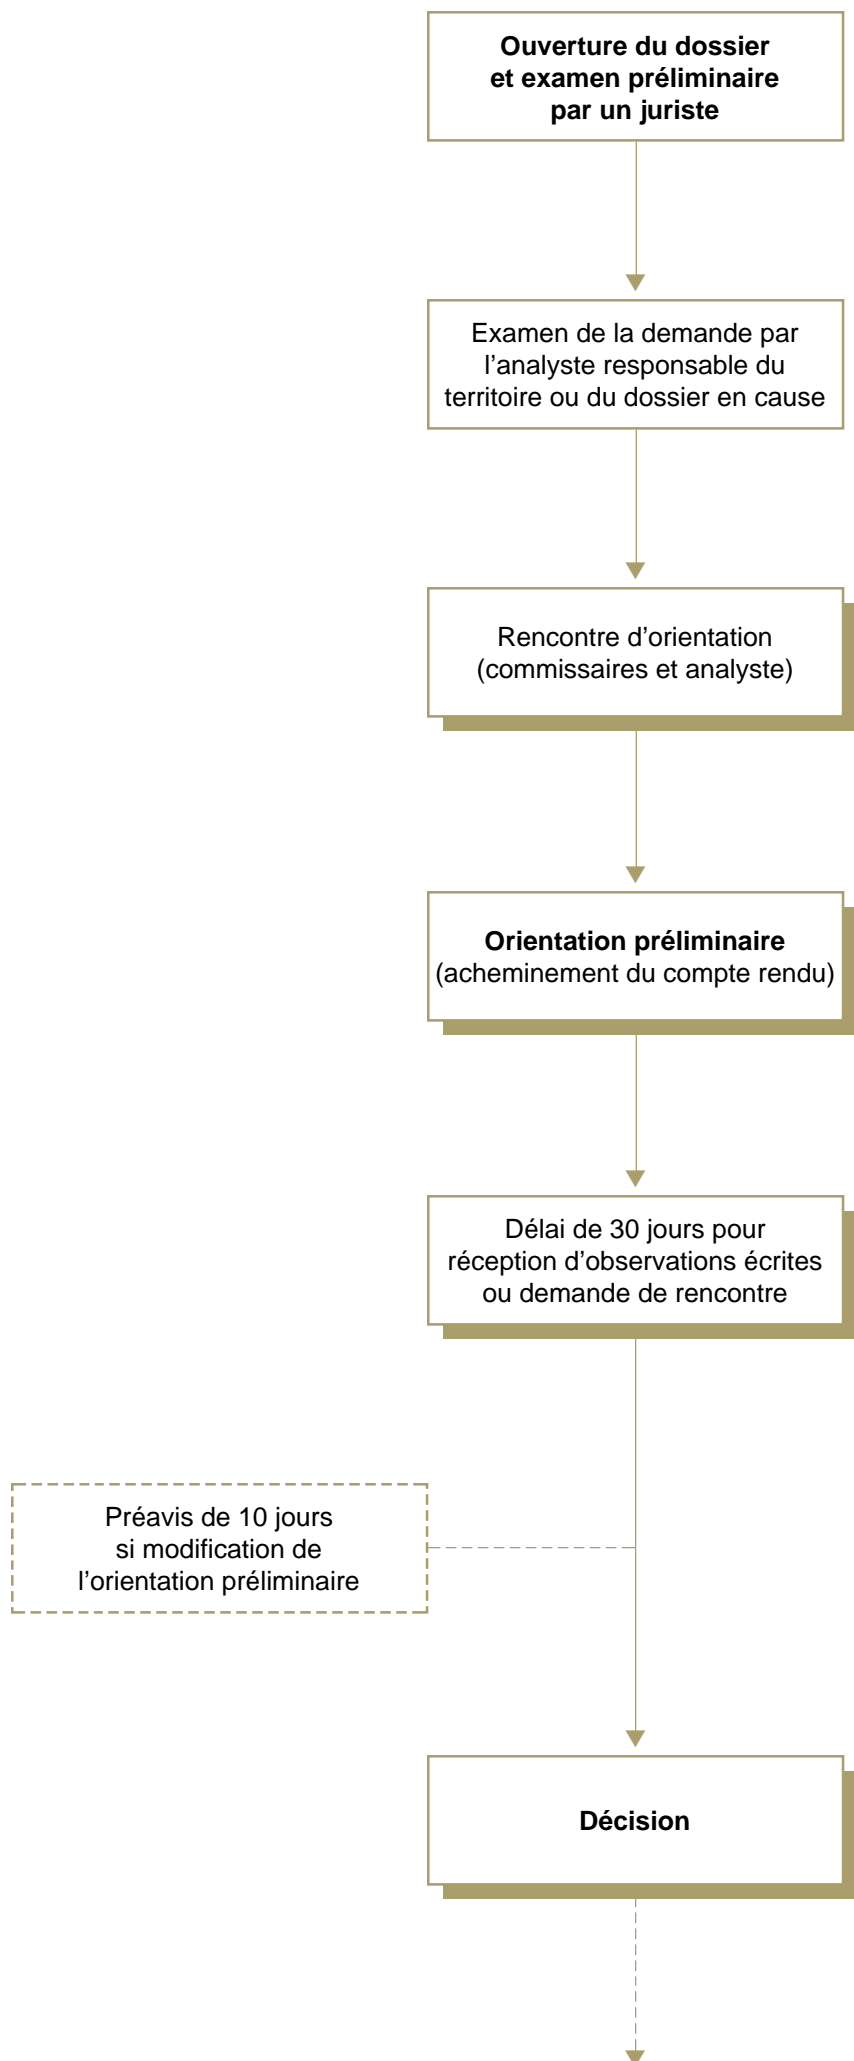 Ouverture du dossier
et examen préliminaire
par un juriste
Examen de la demande par
l’analyste responsable du
territoire ou du dossier en cause
Rencontre d’orientation
(commissaires et analyste)
Orientation préliminaire
(acheminement du compte rendu)
Délai de 30 jours pour
réception d’observations écrites
ou demande de rencontre
Préavis de 10 jours
si modification de
l’orientation préliminaire
Décision